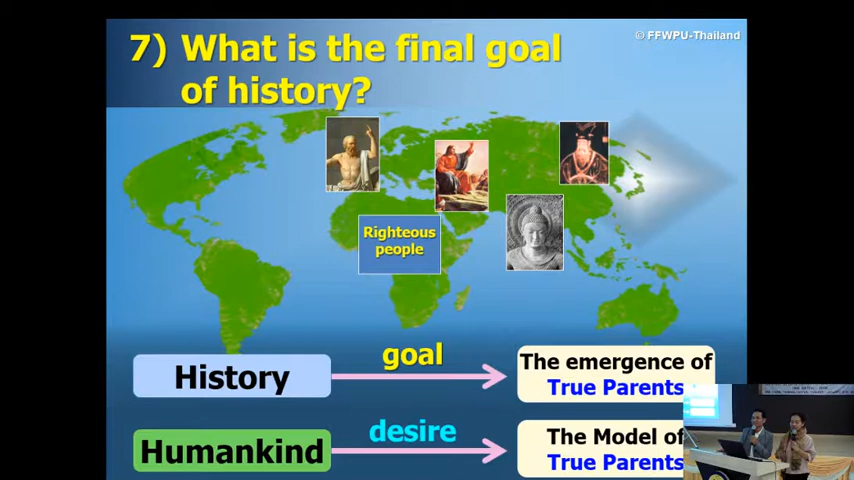 7) What is the final goal
of history?
© FFWPU-Thailand
Righteous
people
goal
History
The emergence of
True Parents
desire
Humankind
The Model of
True Parents